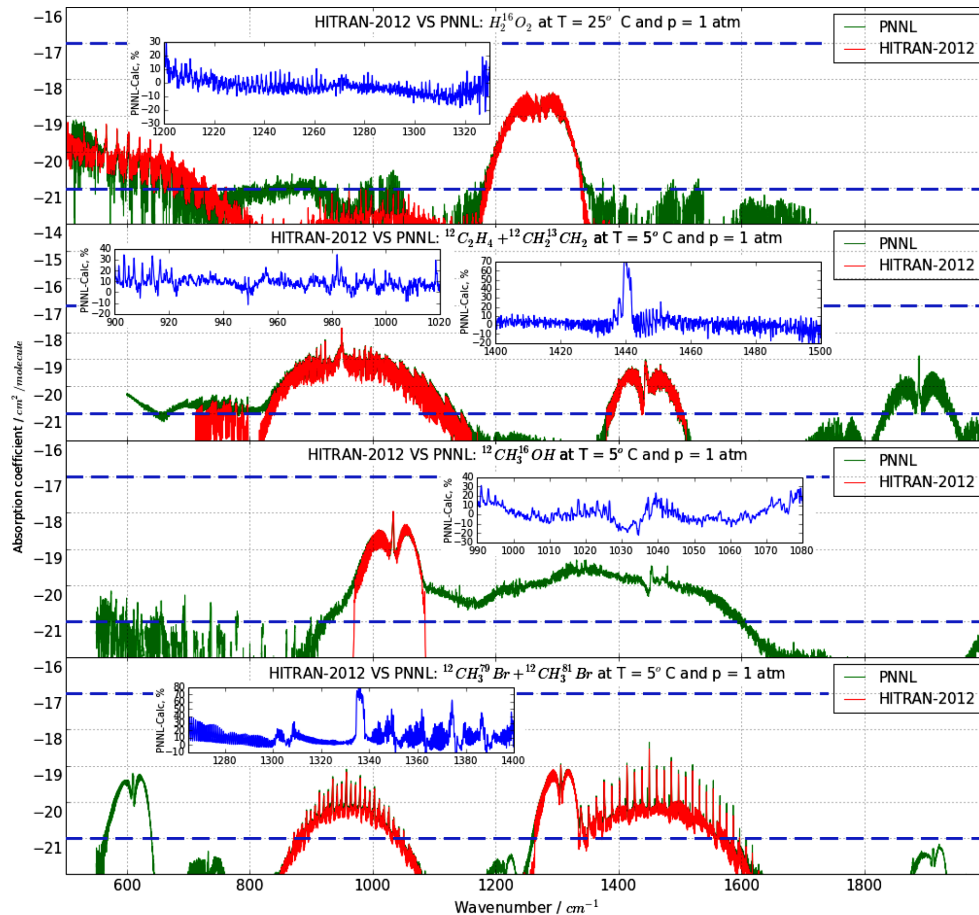 HITRAN-2012 VS PNNL: H₂¹⁶O₂ at T = 25° C and p = 1 atm
PNNL
HITRAN-2012
−16
−17
−18
−19
−20
−21
PNNL-Calc, %
30
20
10
0
−10
−20
−30
1200 1220 1240 1260 1280 1300 1320
HITRAN-2012 VS PNNL: ¹²C₂H₄ + ¹²CH₂¹³CH₂ at T = 5° C and p = 1 atm
PNNL
HITRAN-2012
−14
−15
−16
−17
−18
−19
−20
−21
PNNL-Calc, %
40
30
20
10
0
−10
−20
900 920 940 960 980 1000 1020
PNNL-Calc, %
70
60
50
40
30
20
10
0
−10
−20
1400 1420 1440 1460 1480 1500
Absorption coefficient / cm² /molecule
HITRAN-2012 VS PNNL: ¹²CH₃¹⁶OH at T = 5° C and p = 1 atm
PNNL
HITRAN-2012
−16
−17
−18
−19
−20
−21
PNNL-Calc, %
40
30
20
10
0
−10
−20
−30
990 1000 1010 1020 1030 1040 1050 1060 1070 1080
HITRAN-2012 VS PNNL: ¹²CH₃⁷⁹Br + ¹²CH₃⁸¹Br at T = 5° C and p = 1 atm
PNNL
HITRAN-2012
−16
−17
−18
−19
−20
−21
PNNL-Calc, %
80
70
60
50
40
30
20
10
0
−10
1280 1300 1320 1340 1360 1380 1400
600 800 1000 1200 1400 1600 1800
Wavenumber / cm⁻¹